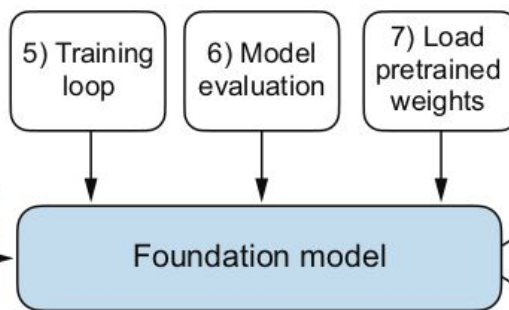 5) Training
loop
6) Model
evaluation
7) Load
pretrained
weights
Foundation model